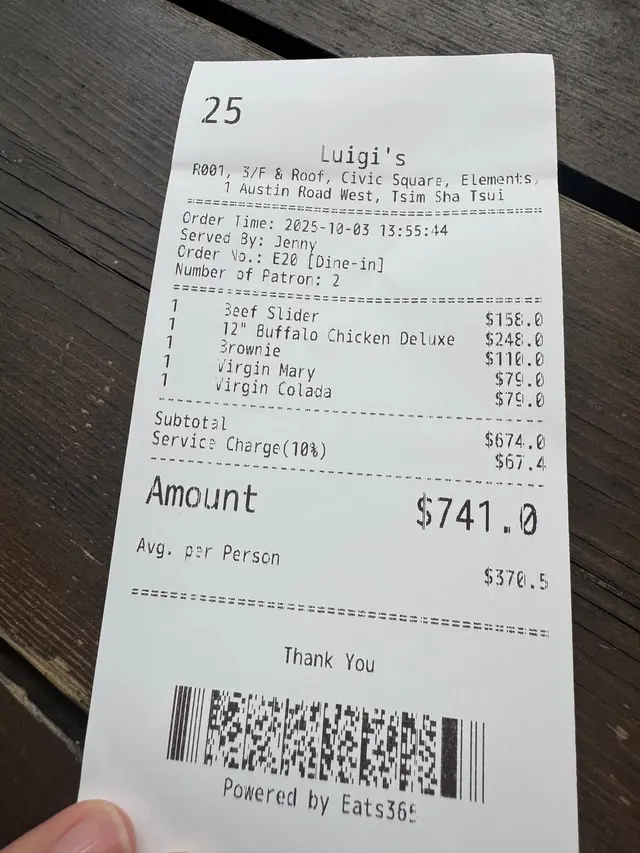 25
Luigi's
R001, 3/F & Roof, Civic Square, Elements,
1 Austin Road West, Tsim Sha Tsui
Order Time: 2025-10-03 13:55:44
Served By: Jenny
Order No.: E20 [Dine-in]
Number of Patron: 2
1 Beef Slider $158.0
1 12" Buffalo Chicken Deluxe $248.0
1 Brownie $110.0
1 Virgin Mary $79.0
1 Virgin Colada $79.0
Subtotal $674.0
Service Charge(10%) $67.4
Amount $741.0
Avg. per Person $370.5
Thank You
Powered by Eats365